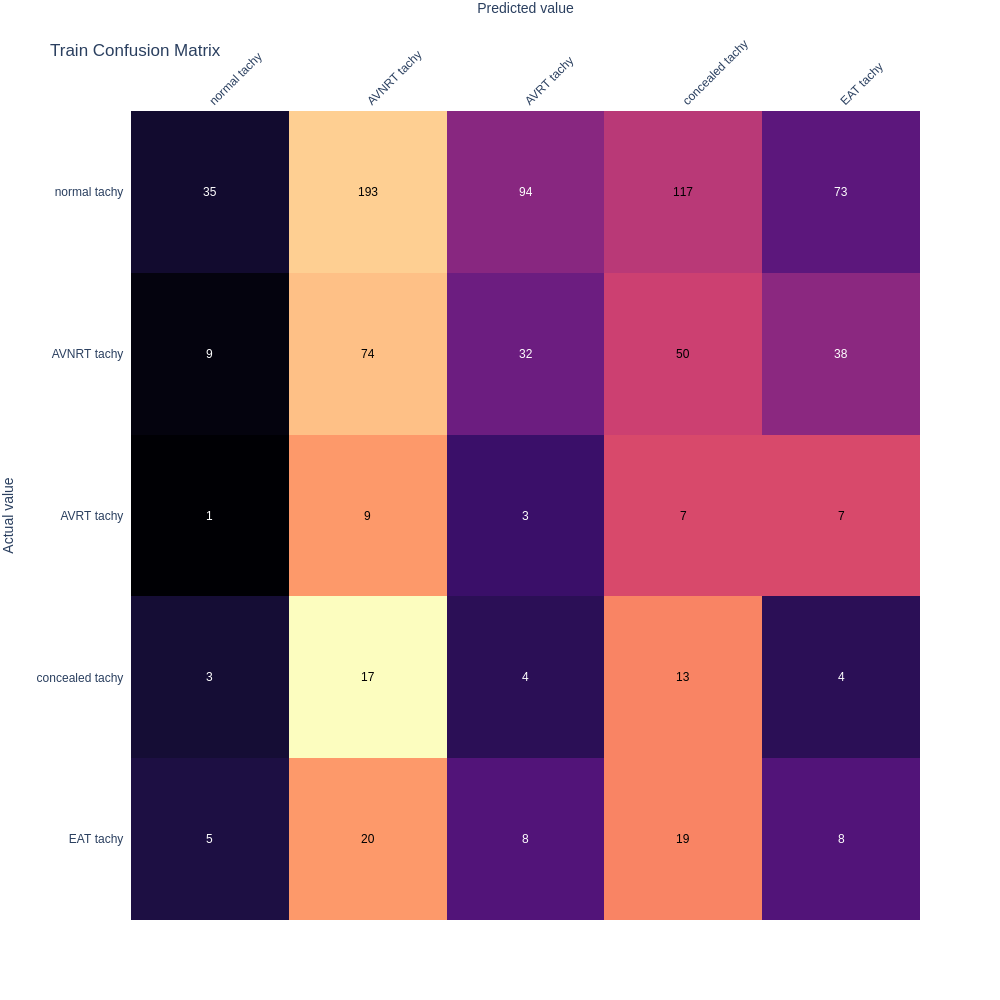 Predicted value
Train Confusion Matrix
normal tachy
AVNRT tachy
AVRT tachy
concealed tachy
EAT tachy
normal tachy 35 193 94 117 73
AVNRT tachy 9 74 32 50 38
AVRT tachy 1 9 3 7 7
concealed tachy 3 17 4 13 4
EAT tachy 5 20 8 19 8
Actual value